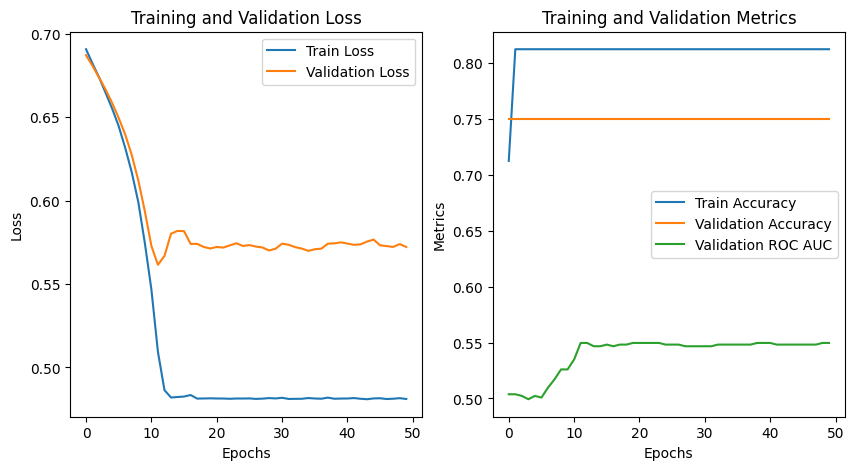 Training and Validation Loss
0.70
0.65
0.60
0.55
0.50
Loss
Train Loss
Validation Loss
0 10 20 30 40 50
Epochs
Training and Validation Metrics
0.80
0.75
0.70
0.65
0.60
0.55
0.50
Metrics
Train Accuracy
Validation Accuracy
Validation ROC AUC
0 10 20 30 40 50
Epochs